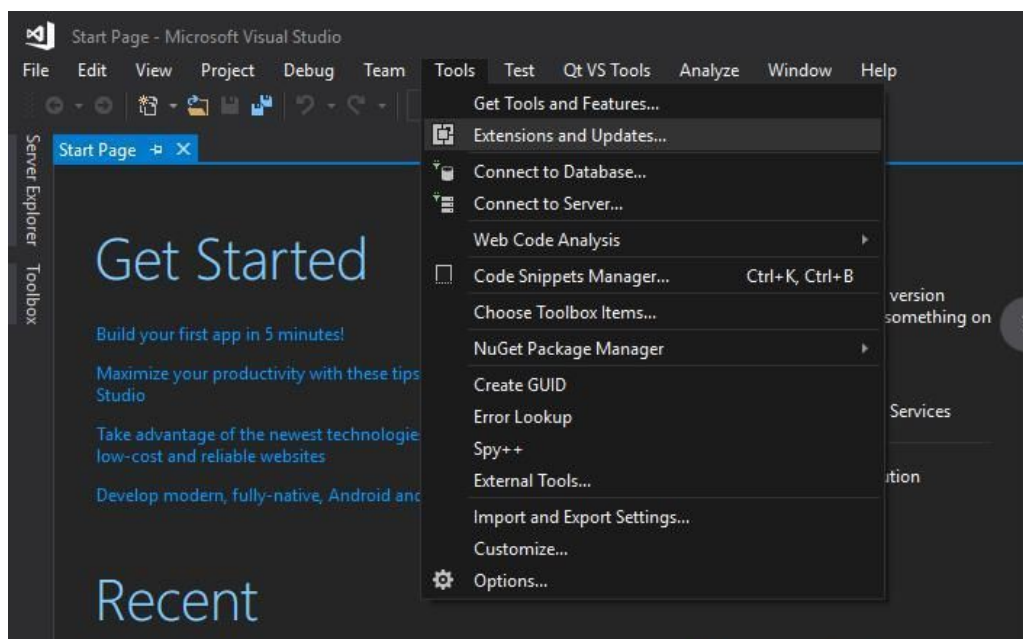 Start Page - Microsoft Visual Studio
File Edit View Project Debug Team Tools Test Qt VS Tools Analyze Window Help
Server Explorer
Toolbox
Start Page
Get Tools and Features...
Extensions and Updates...
Connect to Database...
Connect to Server...
Web Code Analysis
Code Snippets Manager... Ctrl+K, Ctrl+B
Choose Toolbox Items...
NuGet Package Manager
Create GUID
Error Lookup
Spy++
External Tools...
Import and Export Settings...
Customize...
Options...
Get Started
Build your first app in 5 minutes!
Maximize your productivity with these tips
Studio
Take advantage of the newest technologie
low-cost and reliable websites
Develop modern, fully-native, Android and
Recent
version
something on
Services